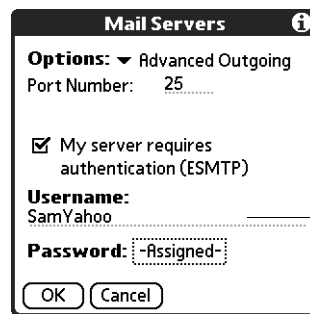 Mail Servers
Options: Advanced Outgoing
Port Number: 25
My server requires
authentication (ESMTP)
Username:
SamYahoo
Password: -Assigned-
OK Cancel